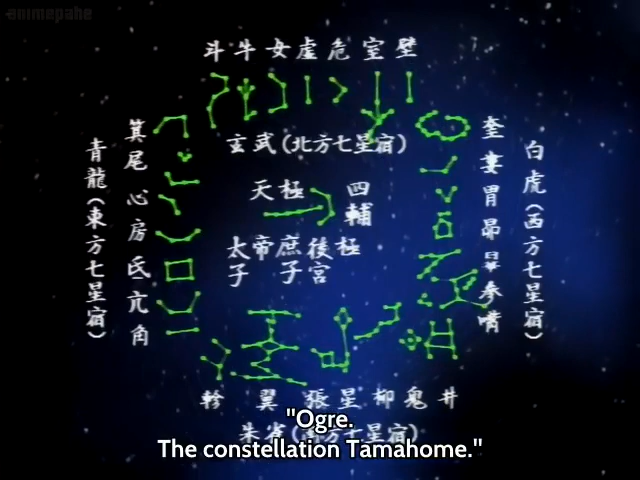 animepahe
斗牛女虚危室壁
玄武(北方七星宿)
青龍(東方七星宿)
箕尾心房氐亢角
奎婁胃昴畢参觜
白虎(西方七星宿)
天極
四輔
太子
帝
庶子
後宮
極
軫翼張星柳鬼井
朱雀(南方七星宿)
"Ogre.
The constellation Tamahome."